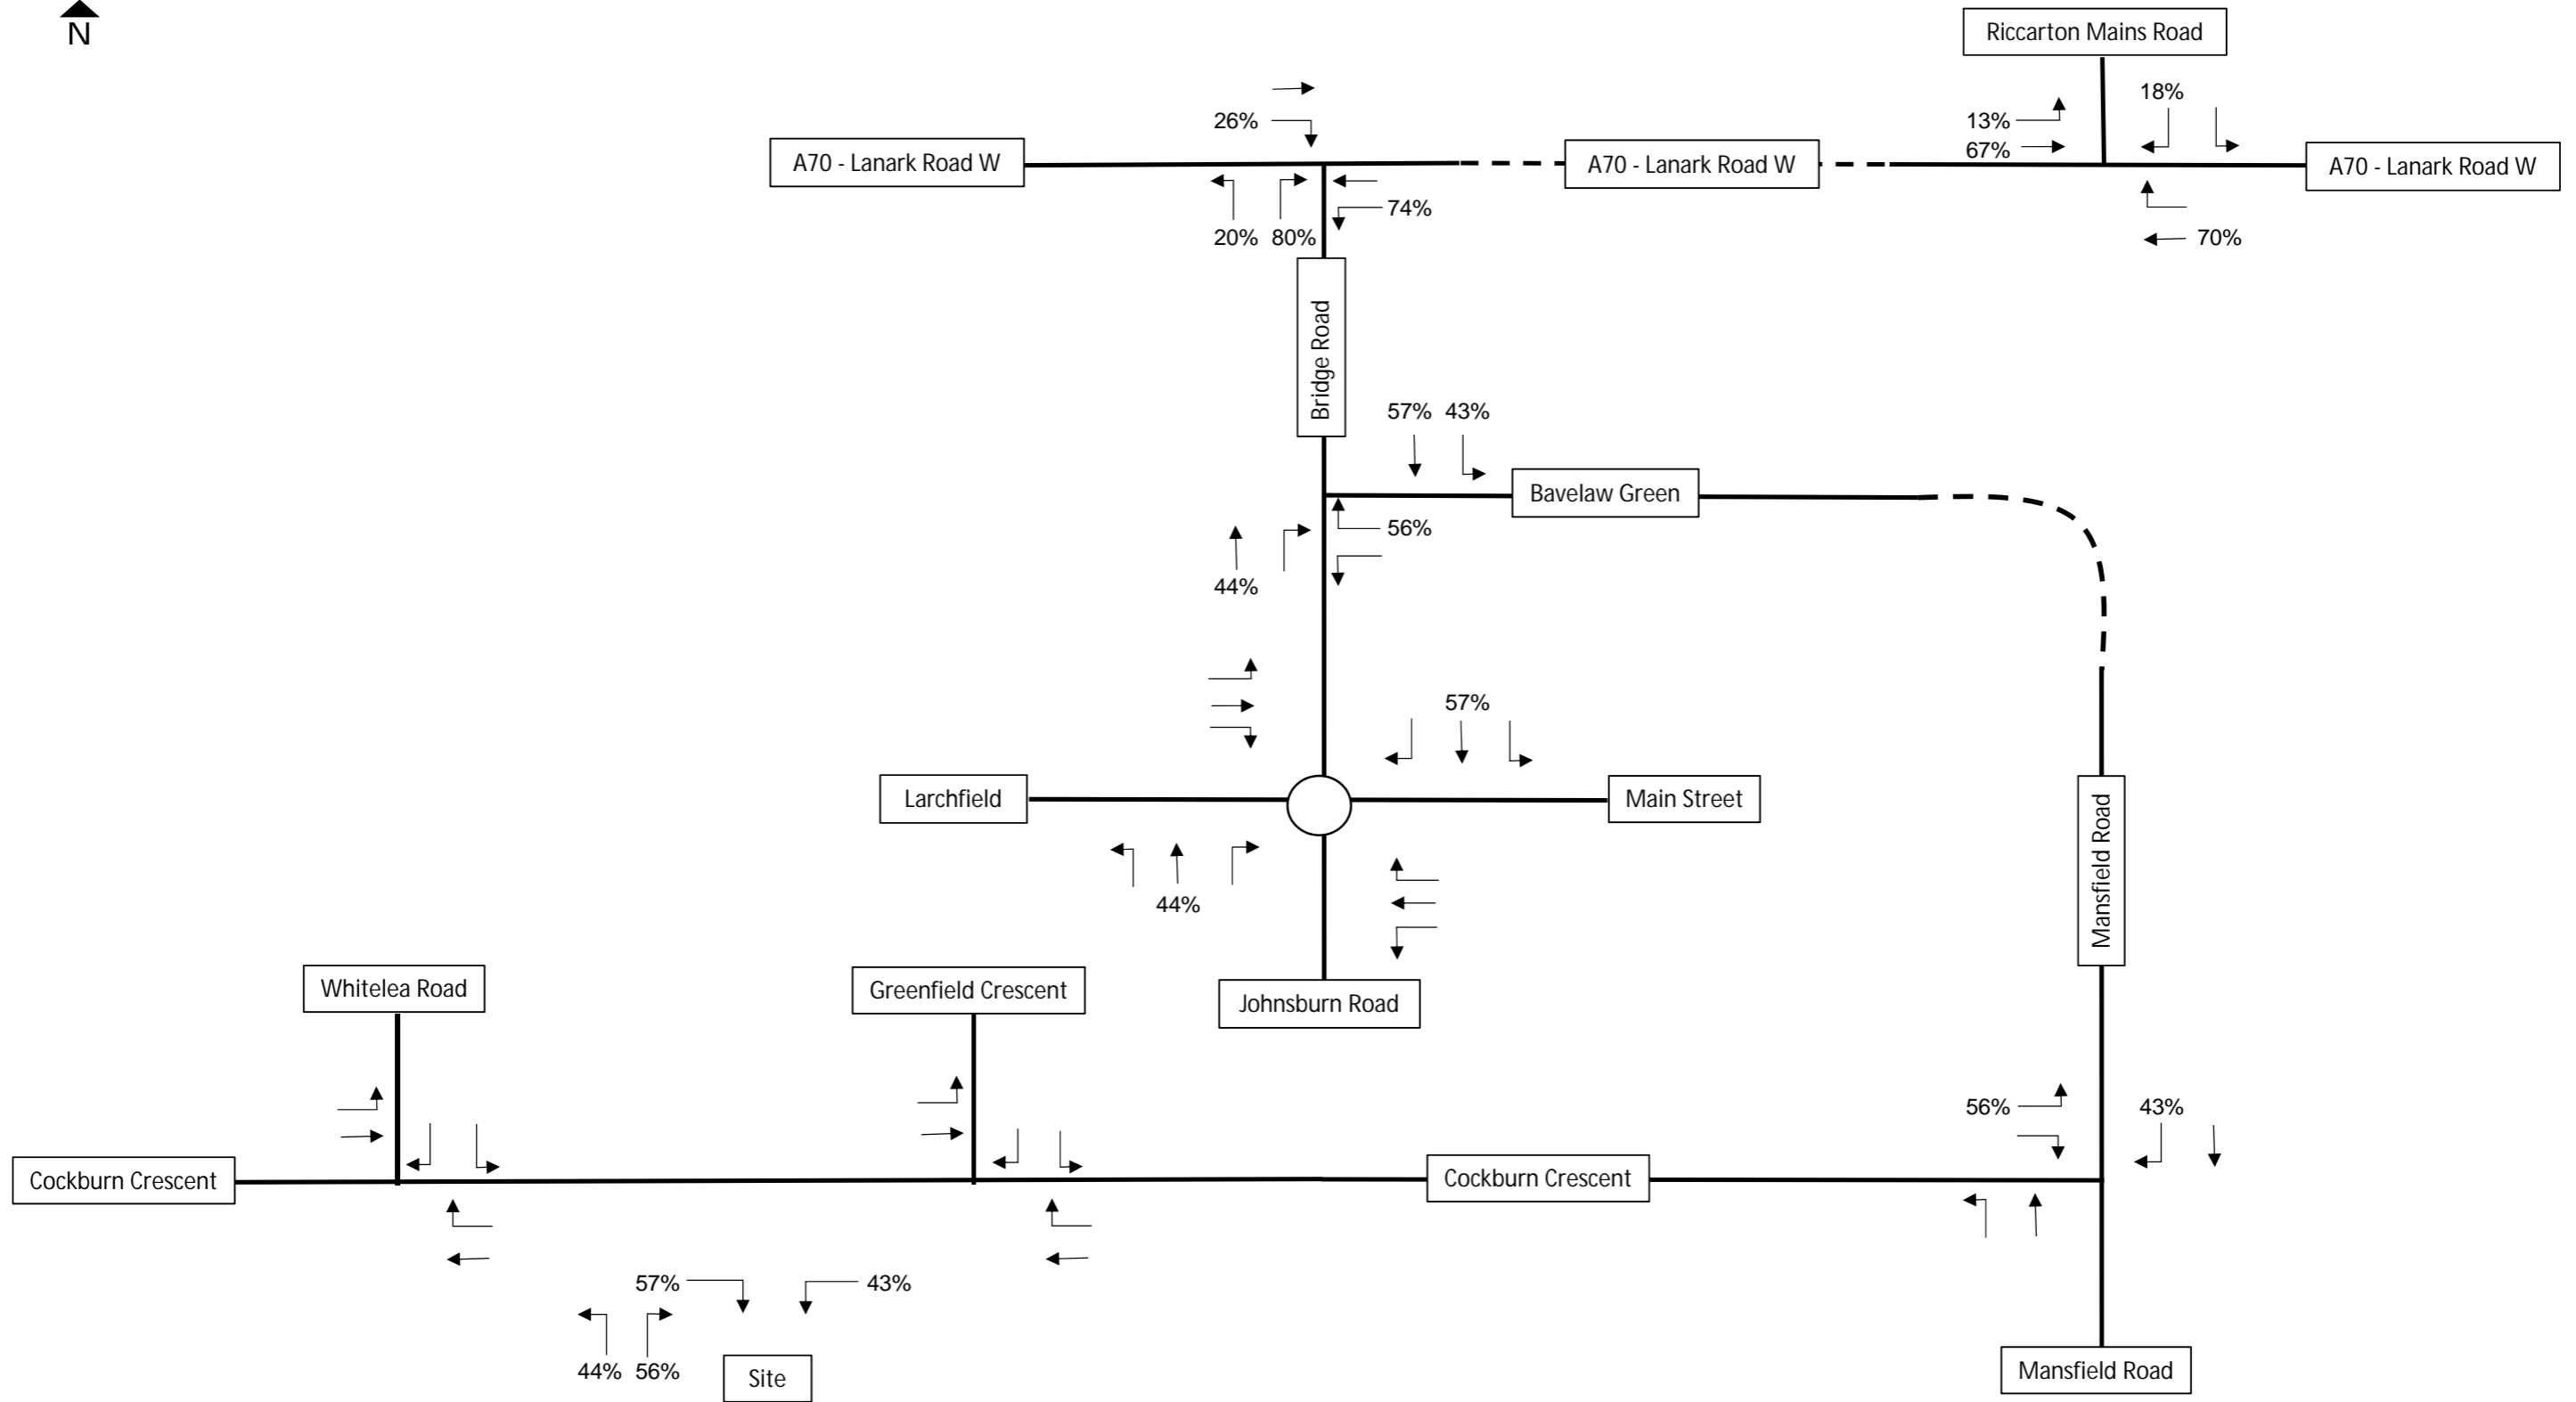 N
Riccarton Mains Road
18%
26%
13%
67%
A70 - Lanark Road W
A70 - Lanark Road W
A70 - Lanark Road W
74%
20%
80%
70%
Bridge Road
57%
43%
Bavelaw Green
56%
44%
57%
Larchfield
Main Street
Mansfield Road
44%
Whitelea Road
Greenfield Crescent
Johnsburn Road
56%
43%
Cockburn Crescent
Cockburn Crescent
57%
43%
44%
56%
Site
Mansfield Road